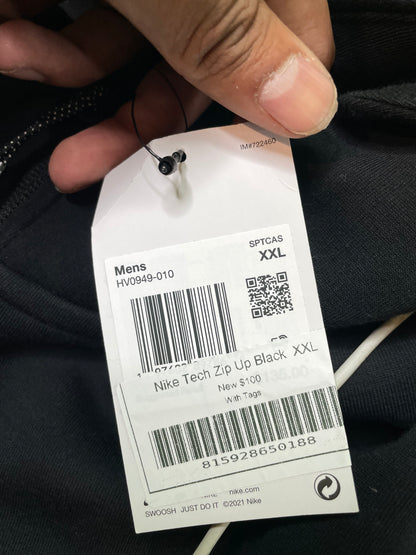 IM#722460
SPTCAS
Mens
XXL
HV0949-010
Nike Tech Zip Up Black XXL
New $100
With Tags
815928650188
nike.com
SWOOSH JUST DO IT ©2021 Nike